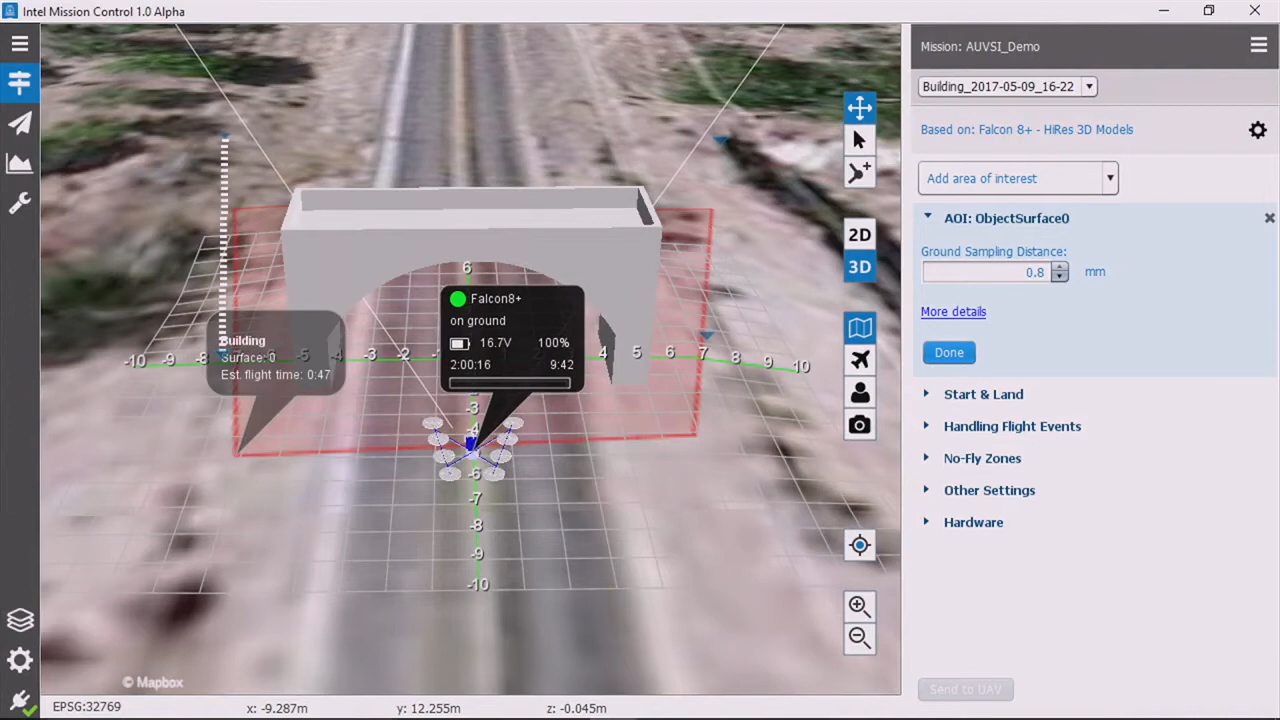 Intel Mission Control 1.0 Alpha
Mission: AUVSI_Demo
Building_2017-05-09_16-22
Based on: Falcon 8+ - HiRes 3D Models
Add area of interest
AOI: ObjectSurface0
Ground Sampling Distance:
0.8 mm
More details
Done
Start & Land
Handling Flight Events
No-Fly Zones
Other Settings
Hardware
Send to UAV
2D
3D
6
Falcon8+
on ground
16.7V 100%
2:00:16 9:42
Building
Surface: 0
Est. flight time: 0:47
-10 -9 -8 -5 -4 -3 -2 4 5 6 7 8 9 10
-3
-6
-7
-8
-9
-10
© Mapbox
EPSG:32769 x: -9.287m y: 12.255m z: -0.045m